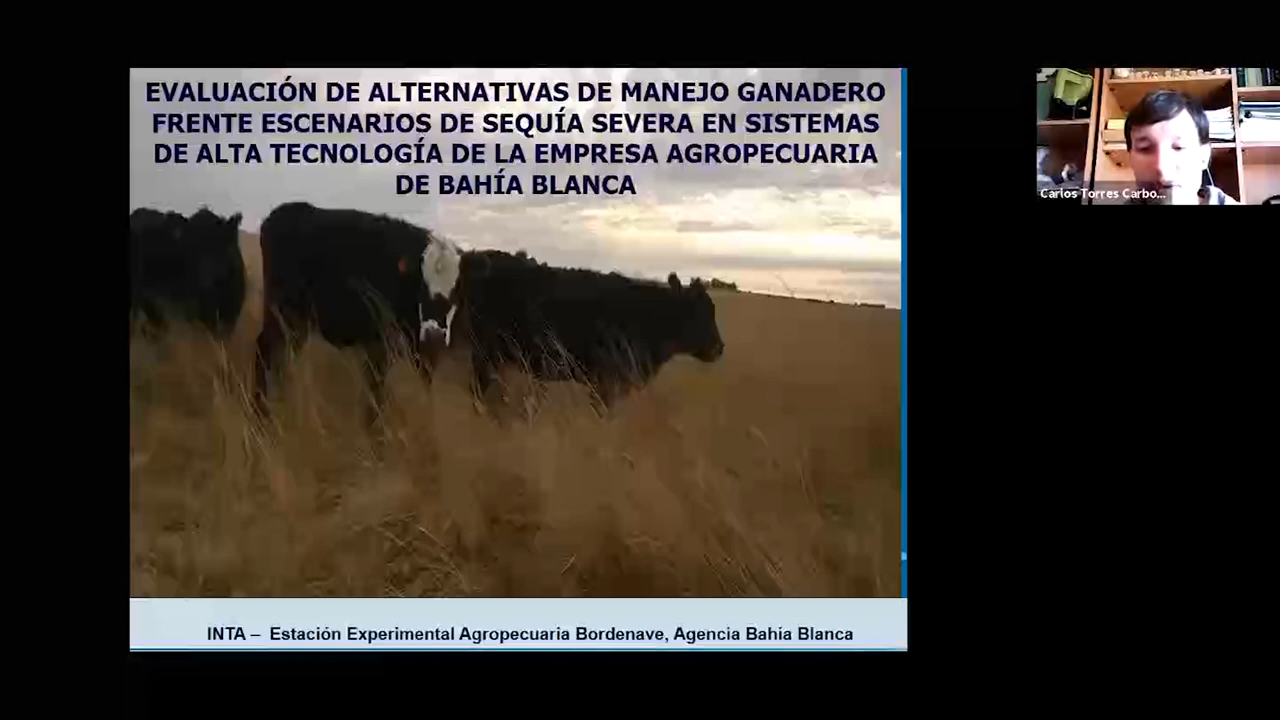 EVALUACIÓN DE ALTERNATIVAS DE MANEJO GANADERO
FRENTE ESCENARIOS DE SEQUÍA SEVERA EN SISTEMAS
DE ALTA TECNOLOGÍA DE LA EMPRESA AGROPECUARIA
DE BAHÍA BLANCA
Carlos Torres Carbo...
INTA – Estación Experimental Agropecuaria Bordenave, Agencia Bahía Blanca